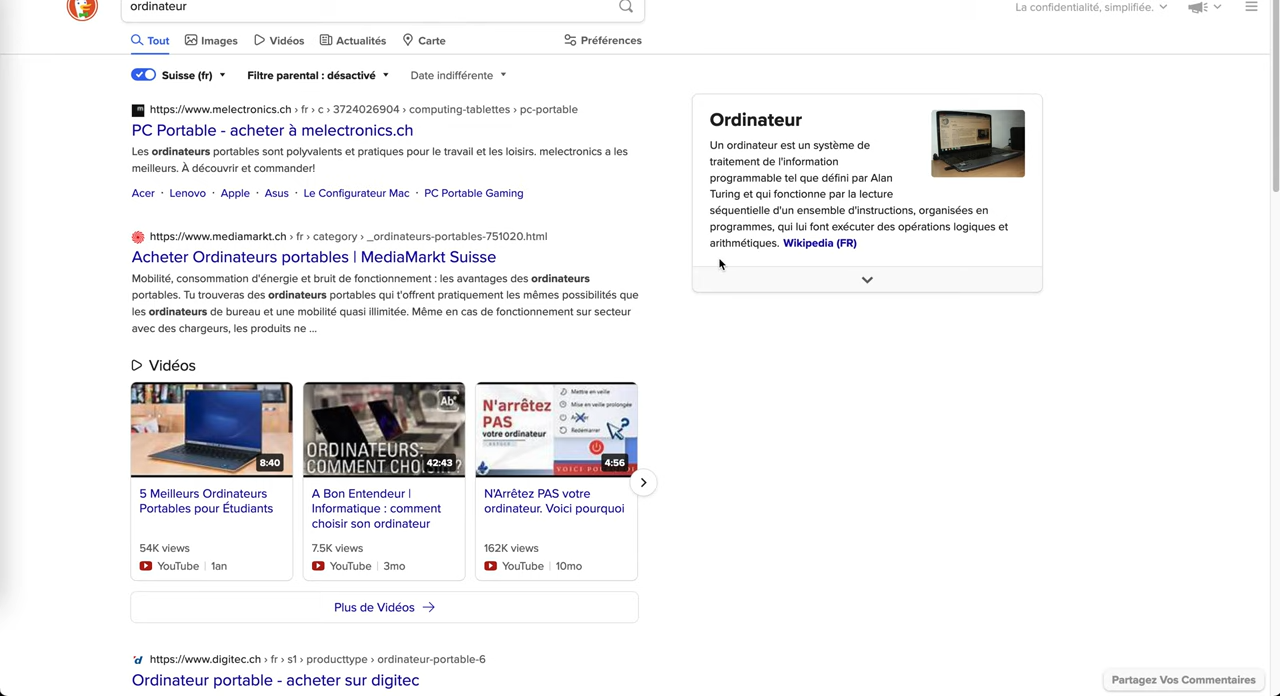 ordinateur
La confidentialité, simplifiée.
Tout Images Vidéos Actualités Carte Préférences
Suisse (fr) Filtre parental : désactivé Date indifférente
https://www.melectronics.ch › fr › c › 3724026904 › computing-tablettes › pc-portable
PC Portable - acheter à melectronics.ch
Les ordinateurs portables sont polyvalents et pratiques pour le travail et les loisirs. melectronics a les
meilleurs. À découvrir et commander!
Acer · Lenovo · Apple · Asus · Le Configurateur Mac · PC Portable Gaming
https://www.mediamarkt.ch › fr › category › _ordinateurs-portables-751020.html
Acheter Ordinateurs portables | MediaMarkt Suisse
Mobilité, consommation d'énergie et bruit de fonctionnement : les avantages des ordinateurs
portables. Tu trouveras des ordinateurs portables qui t'offrent pratiquement les mêmes possibilités que
les ordinateurs de bureau et une mobilité quasi illimitée. Même en cas de fonctionnement sur secteur
avec des chargeurs, les produits ne ...
Vidéos
8:40
5 Meilleurs Ordinateurs
Portables pour Étudiants
54K views
YouTube | 1an
Ab
ORDINATEURS:
COMMENT CHOISIR ?
42:43
A Bon Entendeur |
Informatique : comment
choisir son ordinateur
7.5K views
YouTube | 3mo
N'arrêtez
PAS
votre ordinateur
Mettre en veille
Mise en veille prolongée
Redémarrer
4:56
N'Arrêtez PAS votre
ordinateur. Voici pourquoi
162K views
YouTube | 10mo
Plus de Vidéos
https://www.digitec.ch › fr › s1 › producttype › ordinateur-portable-6
Ordinateur portable - acheter sur digitec
Ordinateur
Un ordinateur est un système de
traitement de l'information
programmable tel que défini par Alan
Turing et qui fonctionne par la lecture
séquentielle d'un ensemble d'instructions, organisées en
programmes, qui lui font exécuter des opérations logiques et
arithmétiques. Wikipedia (FR)
Partagez Vos Commentaires